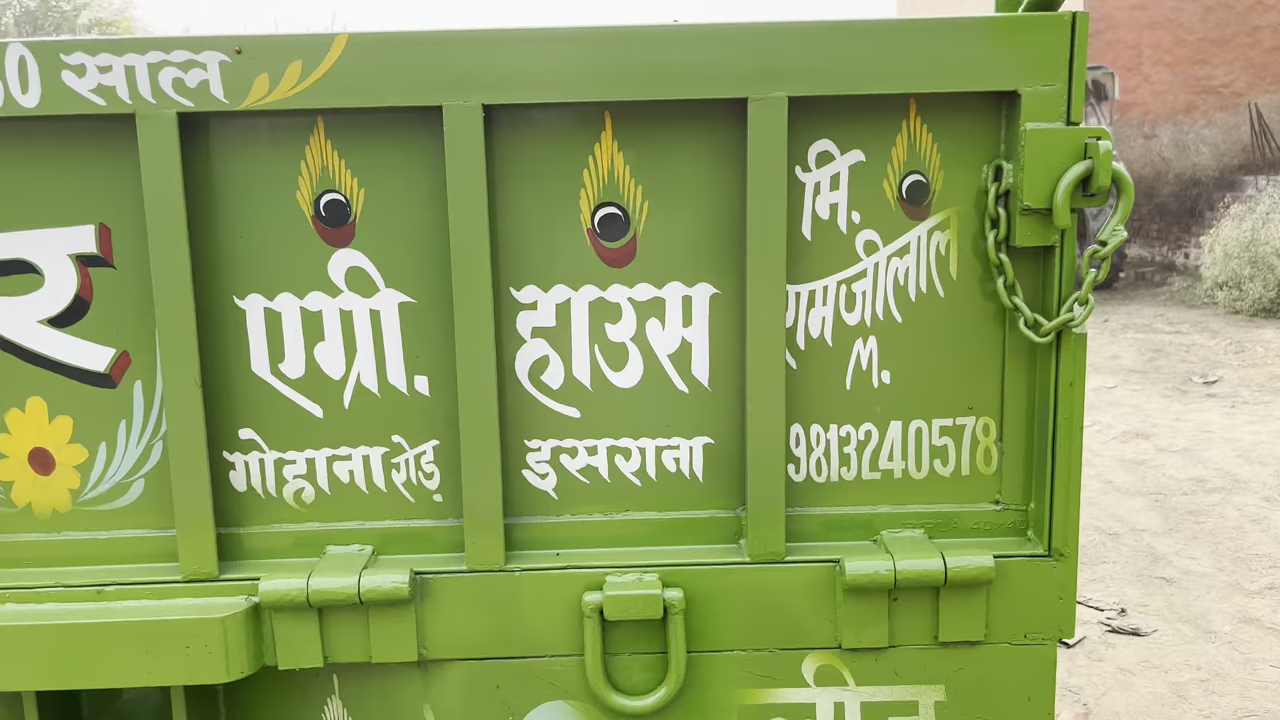 साल
एग्री. हाउस
गोहाना रोड़ इसराना
मि.
रामजीलाल
M.
9813240578